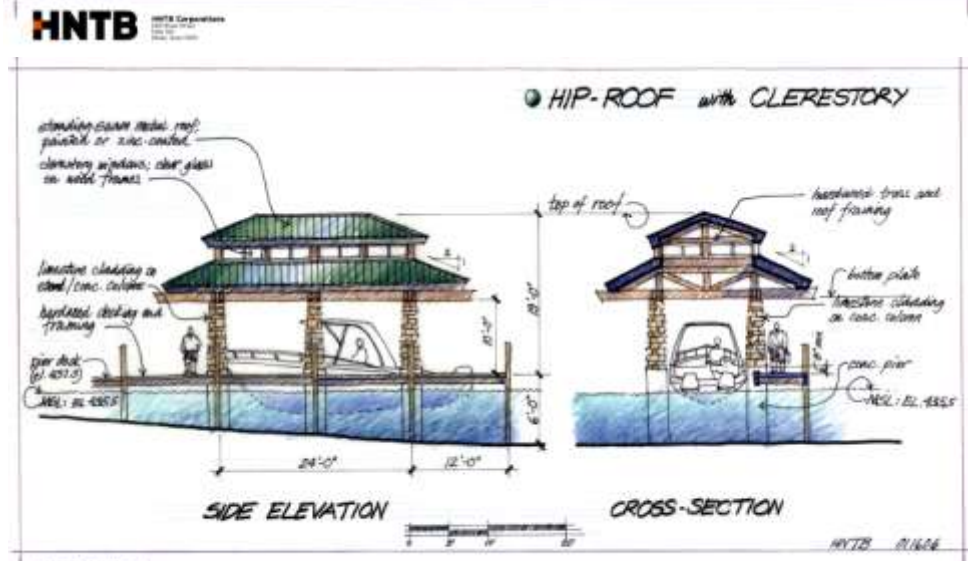 HNTB
HNTB Corporation
HIP-ROOF with CLERESTORY
standing seam metal roof;
painted or zinc-coated
clerestory windows; clear glass
in wood frames
limestone cladding on
steel/conc. column
hardwood decking and
framing
pier deck
MSL: EL. 435.5
24'-0"
12'-0"
6'-0"
top of roof
hardwood truss and
roof framing
bottom plate
limestone cladding
on conc. column
conc. pier
MSL: EL. 435.5
SIDE ELEVATION
CROSS-SECTION
HNTB 011606